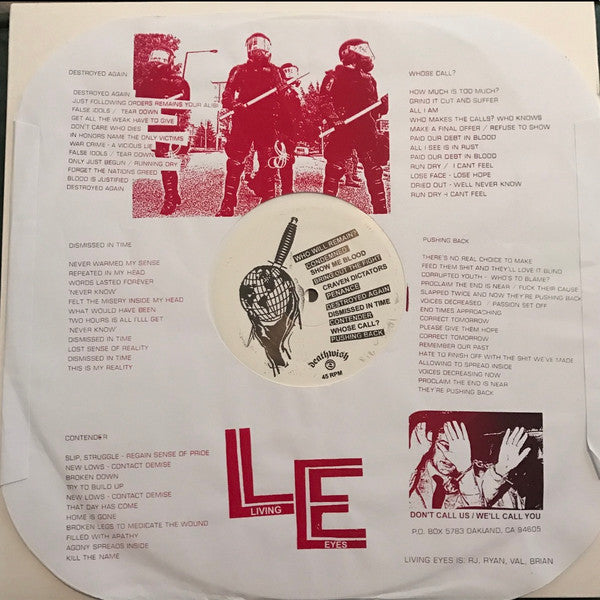 DESTROYED AGAIN
DESTROYED AGAIN
JUST FOLLOWING ORDERS REMAINS YOUR ALIBI
FALSE IDOLS / TEAR DOWN
GET ALL THE WEAK HAVE TO GIVE
DON'T CARE WHO DIES
IN HONORS NAME THE ONLY VICTIMS
WAR CRIME - A VICIOUS LIE
FALSE IDOLS / TEAR DOWN
ONLY JUST BEGUN / RUNNING DRY
FORGET THE NATIONS GREED
BLOOD IS JUSTIFIED
DESTROYED AGAIN
WHOSE CALL?
HOW MUCH IS TOO MUCH?
GRIND IT OUT AND SUFFER
ALL I AM
WHO MAKES THE CALLS? WHO KNOWS
MAKE A FINAL OFFER / REFUSE TO SHOW
PAID OUR DEBT IN BLOOD
ALL I SEE IS IN RUST
PAID OUR DEBT IN BLOOD
RUN DRY / I CANT FEEL
LOSE FACE - LOSE HOPE
DRIED OUT - WELL NEVER KNOW
RUN DRY -I CANT FEEL
DISMISSED IN TIME
NEVER WARMED MY SENSE
REPEATED IN MY HEAD
WORDS LASTED FOREVER
'NEVER KNOW'
FELT THE MISERY INSIDE MY HEAD
WHAT WOULD HAVE BEEN
TWO HOURS IS ALL I'LL GET
NEVER KNOW
DISMISSED IN TIME
LOST SENSE OF REALITY
DISMISSED IN TIME
THIS IS MY REALITY
WHO WILL REMAIN?
CONDEMNED
SHOW ME BLOOD
BRING OUT THE FIGHT
CRAVEN DICTATORS
PENANCE
DESTROYED AGAIN
DISMISSED IN TIME
CONTENDER
WHOSE CALL?
PUSHING BACK
deathwish
45 RPM
PUSHING BACK
THERE'S NO REAL CHOICE TO MAKE
FEED THEM SHIT AND THEY'LL LOVE IT BLIND
CORRUPTED YOUTH - WHO'S TO BLAME?
PROCLAIM THE END IS NEAR / FUCK THEIR CAUSE
SLAPPED TWICE AND NOW THEY'RE PUSHING BACK
VOICES DECREASED / PASSION SET OFF
END TIMES APPROACHING
CORRECT TOMORROW
PLEASE GIVE THEM HOPE
CORRECT TOMORROW
REMEMBER OUR PAST
HATE TO FINISH OFF WITH THE SHIT WE'VE MADE
ALLOWING TO SPREAD INSIDE
VOICES DECREASING NOW
PROCLAIM THE END IS NEAR
THEY'RE PUSHING BACK
CONTENDER
SLIP, STRUGGLE - REGAIN SENSE OF PRIDE
NEW LOWS - CONTACT DEMISE
BROKEN DOWN
TRY TO BUILD UP
NEW LOWS - CONTACT DEMISE
THAT DAY HAS COME
HOME IS GONE
BROKEN LEGS TO MEDICATE THE WOUND
FILLED WITH APATHY
AGONY SPREADS INSIDE
KILL THE NAME
LE
LIVING
EYES
DON'T CALL US / WE'LL CALL YOU
P.O. BOX 5783 OAKLAND, CA 94605
LIVING EYES IS: RJ, RYAN, VAL, BRIAN